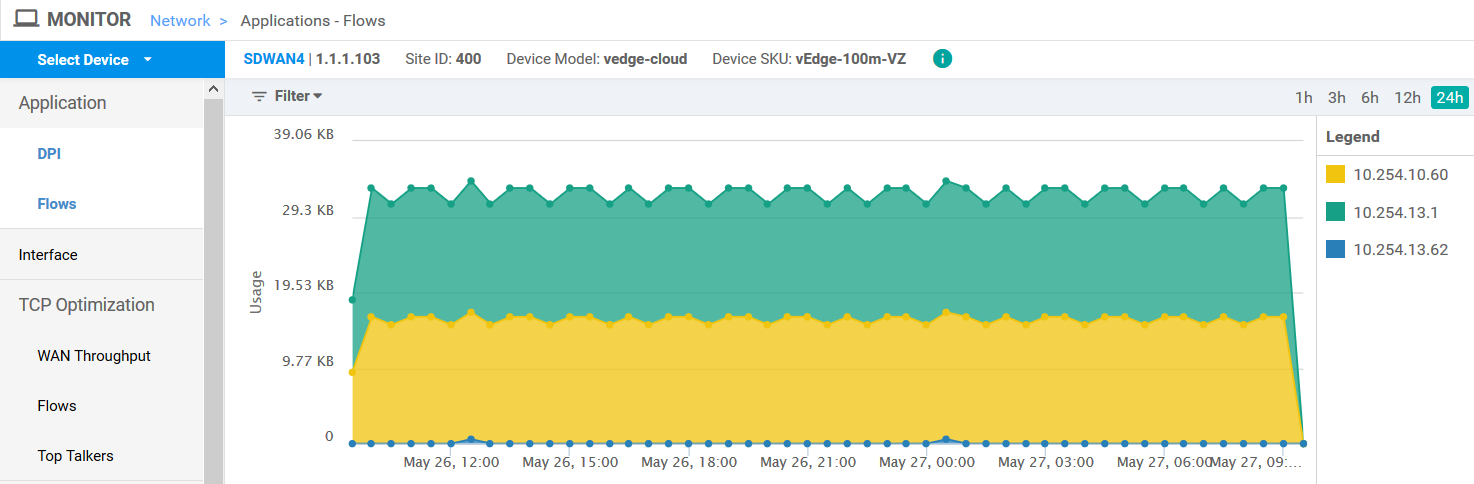 MONITOR Network > Applications - Flows
Select Device SDWAN4 | 1.1.1.103 Site ID: 400 Device Model: vedge-cloud Device SKU: vEdge-100m-VZ i
Application
DPI
Flows
Interface
TCP Optimization
WAN Throughput
Flows
Top Talkers
Filter 1h 3h 6h 12h 24h
39.06 KB
29.3 KB
19.53 KB
9.77 KB
0
Usage
May 26, 12:00 May 26, 15:00 May 26, 18:00 May 26, 21:00 May 27, 00:00 May 27, 03:00 May 27, 06:00 May 27, 09:...
Legend
10.254.10.60
10.254.13.1
10.254.13.62